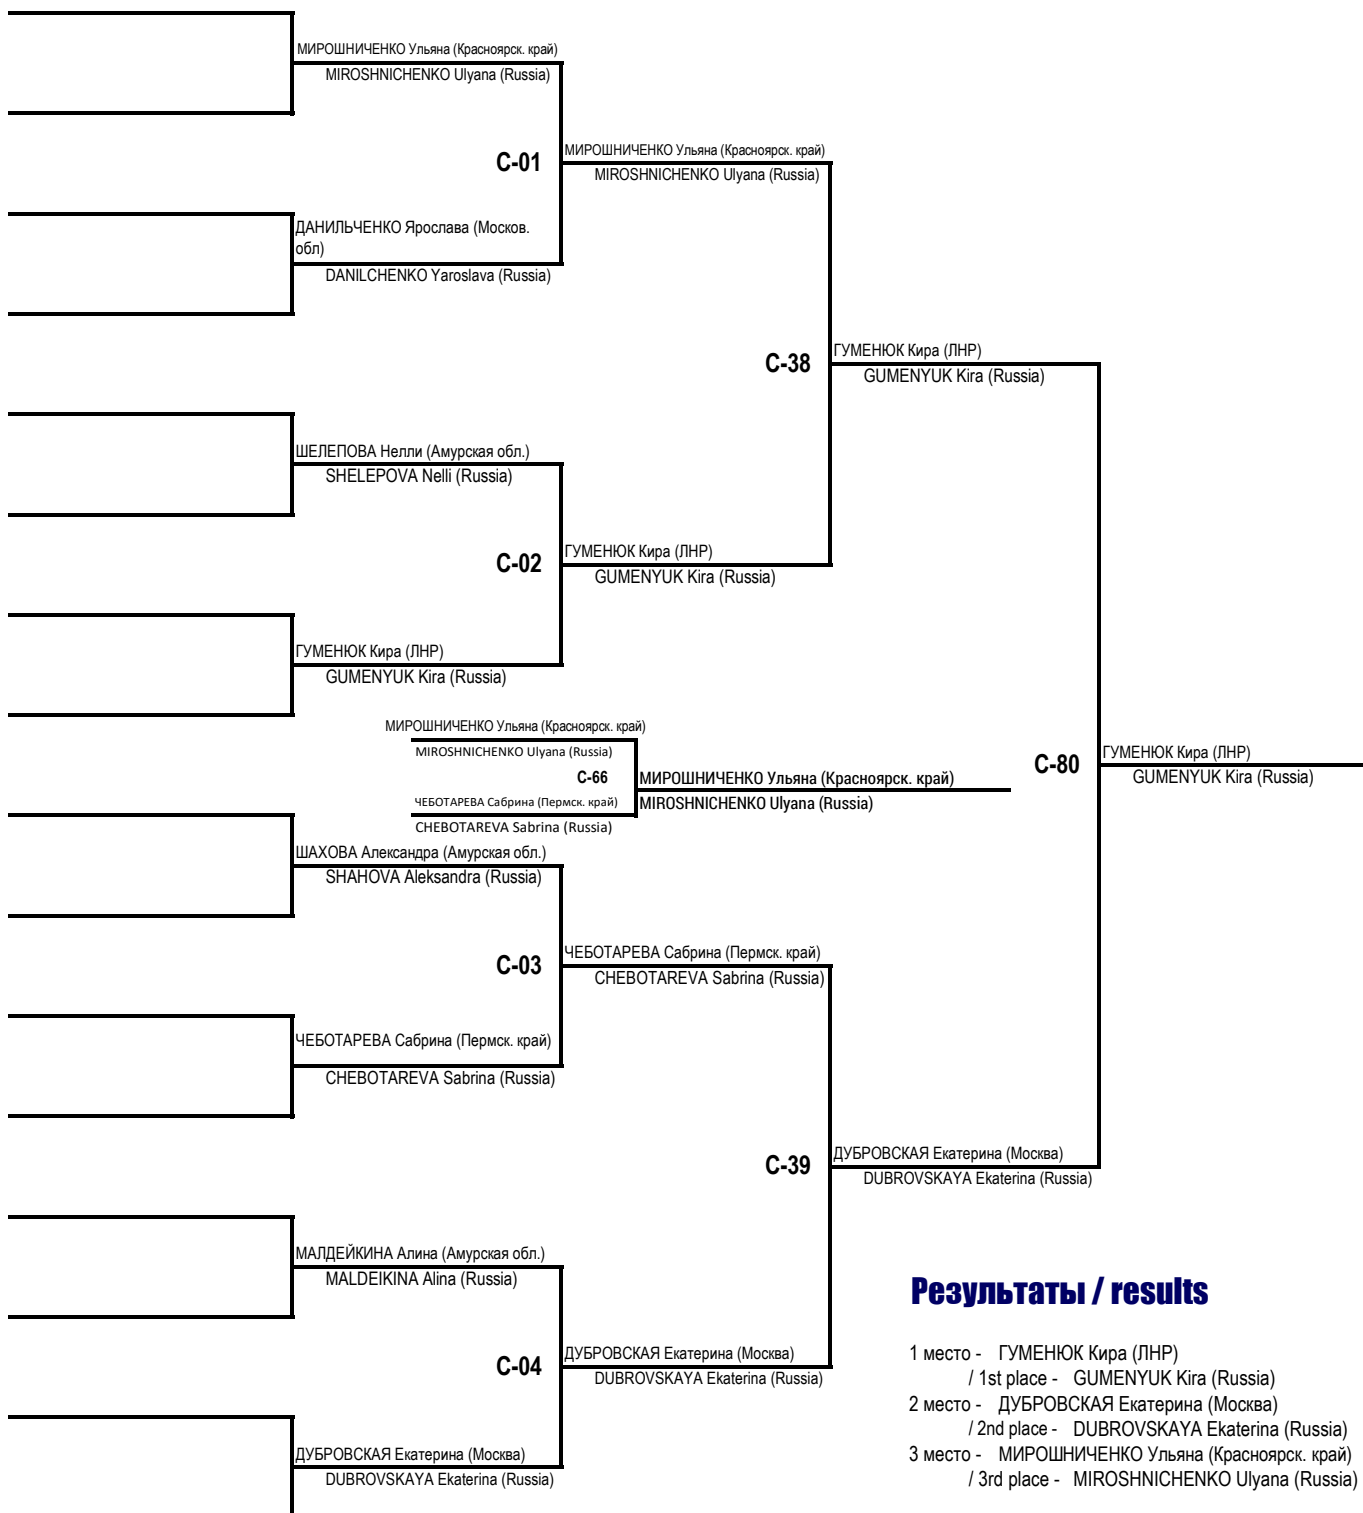 МИРОШНИЧЕНКО Ульяна (Красноярск. край)
MIROSHNICHENKO Ulyana (Russia)
C-01
МИРОШНИЧЕНКО Ульяна (Красноярск. край)
MIROSHNICHENKO Ulyana (Russia)
ДАНИЛЬЧЕНКО Ярослава (Москов.
обл)
DANILCHENKO Yaroslava (Russia)
C-38
ГУМЕНЮК Кира (ЛНР)
GUMENYUK Kira (Russia)
ШЕЛЕПОВА Нелли (Амурская обл.)
SHELEPOVA Nelli (Russia)
C-02
ГУМЕНЮК Кира (ЛНР)
GUMENYUK Kira (Russia)
ГУМЕНЮК Кира (ЛНР)
GUMENYUK Kira (Russia)
МИРОШНИЧЕНКО Ульяна (Красноярск. край)
MIROSHNICHENKO Ulyana (Russia)
C-66
МИРОШНИЧЕНКО Ульяна (Красноярск. край)
MIROSHNICHENKO Ulyana (Russia)
ЧЕБОТАРЕВА Сабрина (Пермск. край)
CHEBOTAREVA Sabrina (Russia)
C-80
ГУМЕНЮК Кира (ЛНР)
GUMENYUK Kira (Russia)
ШАХОВА Александра (Амурская обл.)
SHAHOVA Aleksandra (Russia)
C-03
ЧЕБОТАРЕВА Сабрина (Пермск. край)
CHEBOTAREVA Sabrina (Russia)
ЧЕБОТАРЕВА Сабрина (Пермск. край)
CHEBOTAREVA Sabrina (Russia)
C-39
ДУБРОВСКАЯ Екатерина (Москва)
DUBROVSKAYA Ekaterina (Russia)
МАЛДЕЙКИНА Алина (Амурская обл.)
MALDEIKINA Alina (Russia)
C-04
ДУБРОВСКАЯ Екатерина (Москва)
DUBROVSKAYA Ekaterina (Russia)
ДУБРОВСКАЯ Екатерина (Москва)
DUBROVSKAYA Ekaterina (Russia)
Результаты / results
1 место - ГУМЕНЮК Кира (ЛНР)
/ 1st place - GUMENYUK Kira (Russia)
2 место - ДУБРОВСКАЯ Екатерина (Москва)
/ 2nd place - DUBROVSKAYA Ekaterina (Russia)
3 место - МИРОШНИЧЕНКО Ульяна (Красноярск. край)
/ 3rd place - MIROSHNICHENKO Ulyana (Russia)